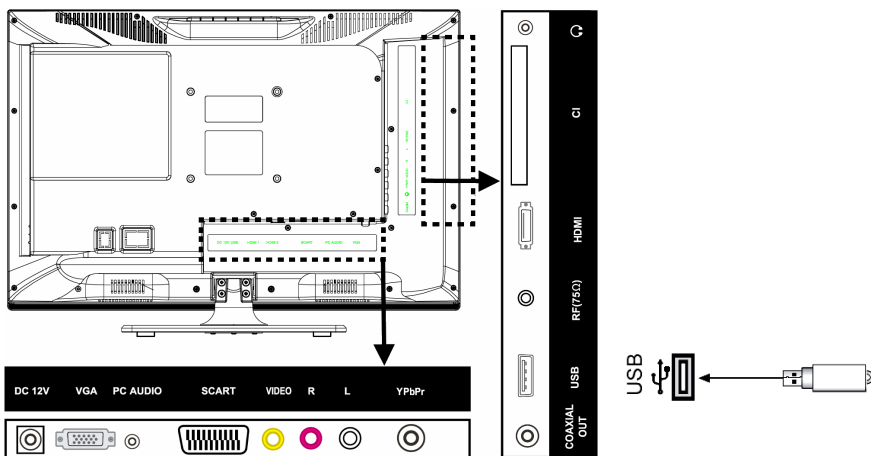 DC 12V VGA PC AUDIO SCART VIDEO R L YPbPr
CI
HDMI
RF(75Ω)
USB
COAXIAL
OUT
USB